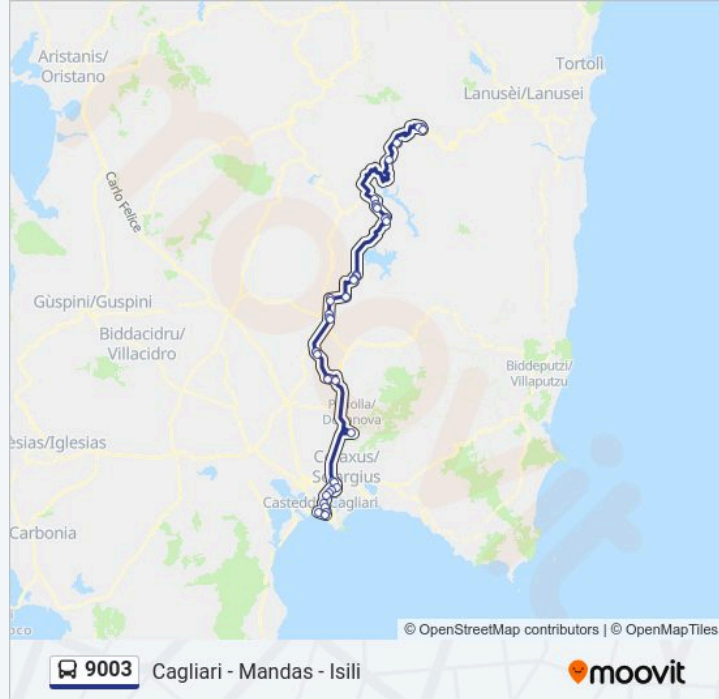 Aristanis/
Oristano
Tortolì
Lanusèi/Lanusei
Carlo Felice
Gùspini/Guspini
Biddacidru/
Villacidro
Biddeputzi/
Villaputzu
èsias/Iglesias
Casteddu/Cagliari
Carbonia
© OpenStreetMap contributors | © OpenMapTiles
9003 Cagliari - Mandas - Isili
moovit